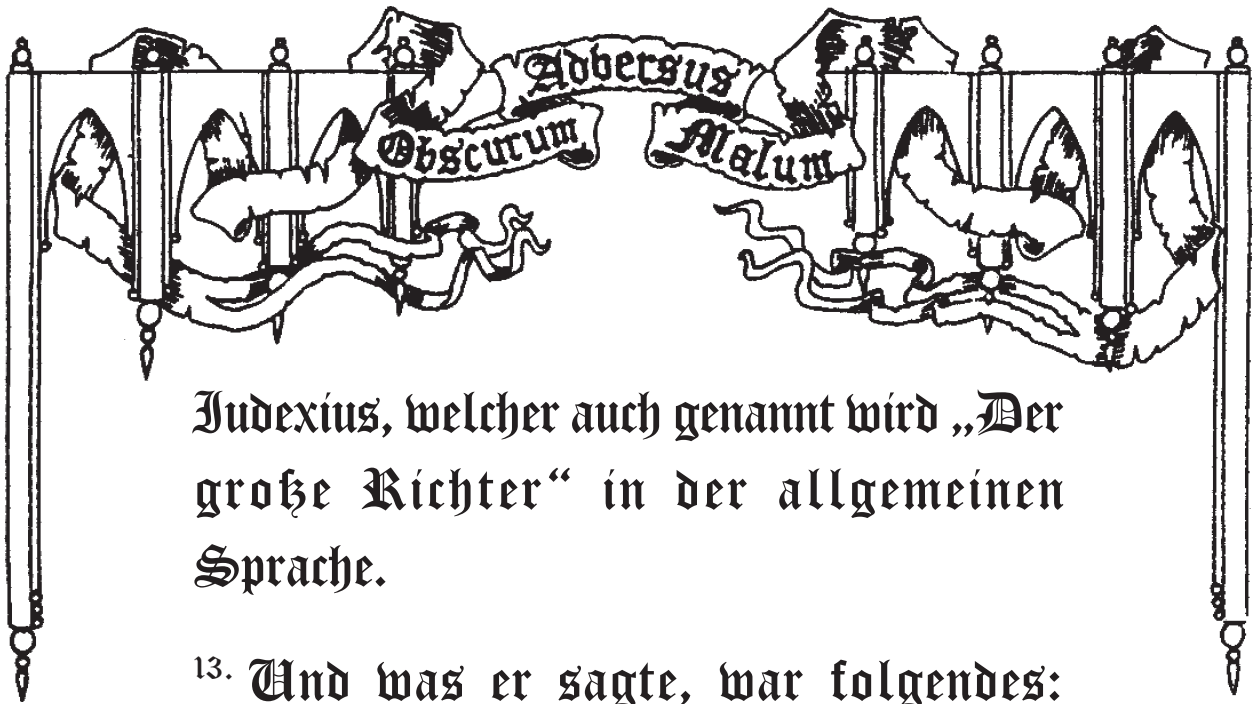 Adversus
Obscurum Malum
Iudexius, welcher auch genannt wird „Der
große Richter“ in der allgemeinen
Sprache.
13. Und was er sagte, war folgendes: